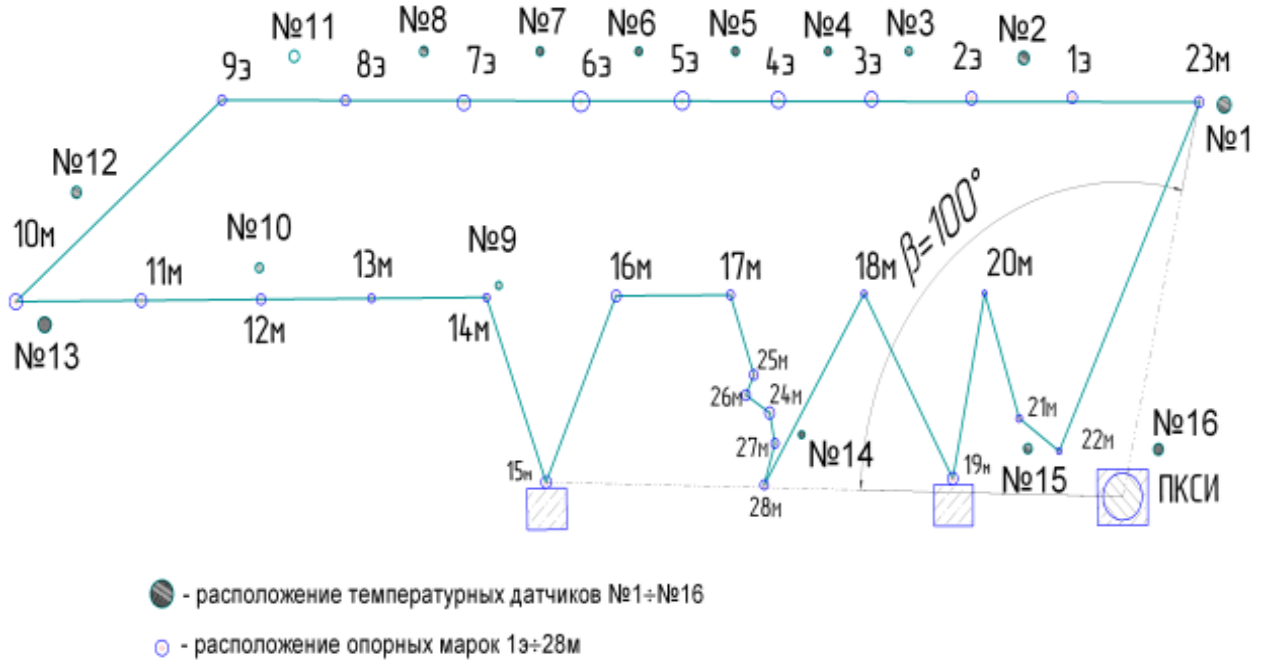 №11 №8 №7 №6 №5 №4 №3 №2
9э 8э 7э 6э 5э 4э 3э 2э 1э 23м
№1
№12
β=100°
10м
№10 №9
11м 13м 16м 17м 18м 20м
12м 14м
№13
25м
26м 24м
21м
27м №14 22м №16
15м 19м №15
28м ПКСИ
- расположение температурных датчиков №1÷№16
- расположение опорных марок 1э÷28м